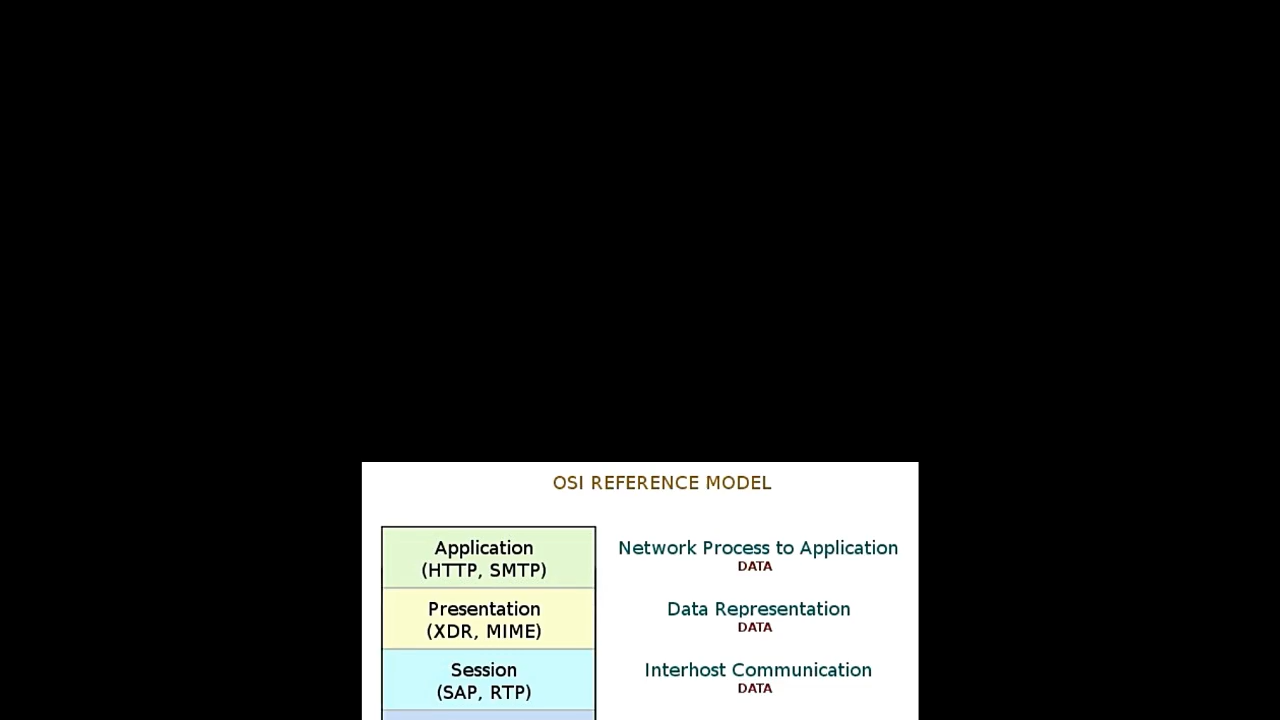 OSI REFERENCE MODEL
Application
(HTTP, SMTP)
Network Process to Application
DATA
Presentation
(XDR, MIME)
Data Representation
DATA
Session
(SAP, RTP)
Interhost Communication
DATA